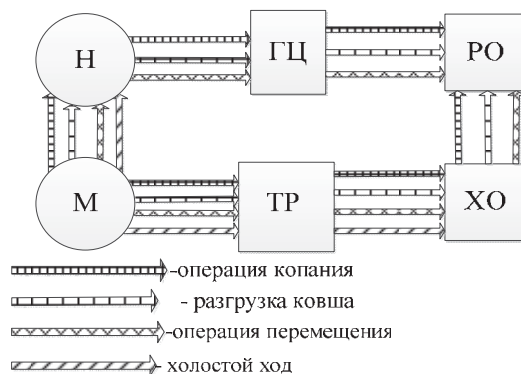 Н ГЦ РО
М ТР ХО
-операция копания
- разгрузка ковша
-операция перемещения
- холостой ход